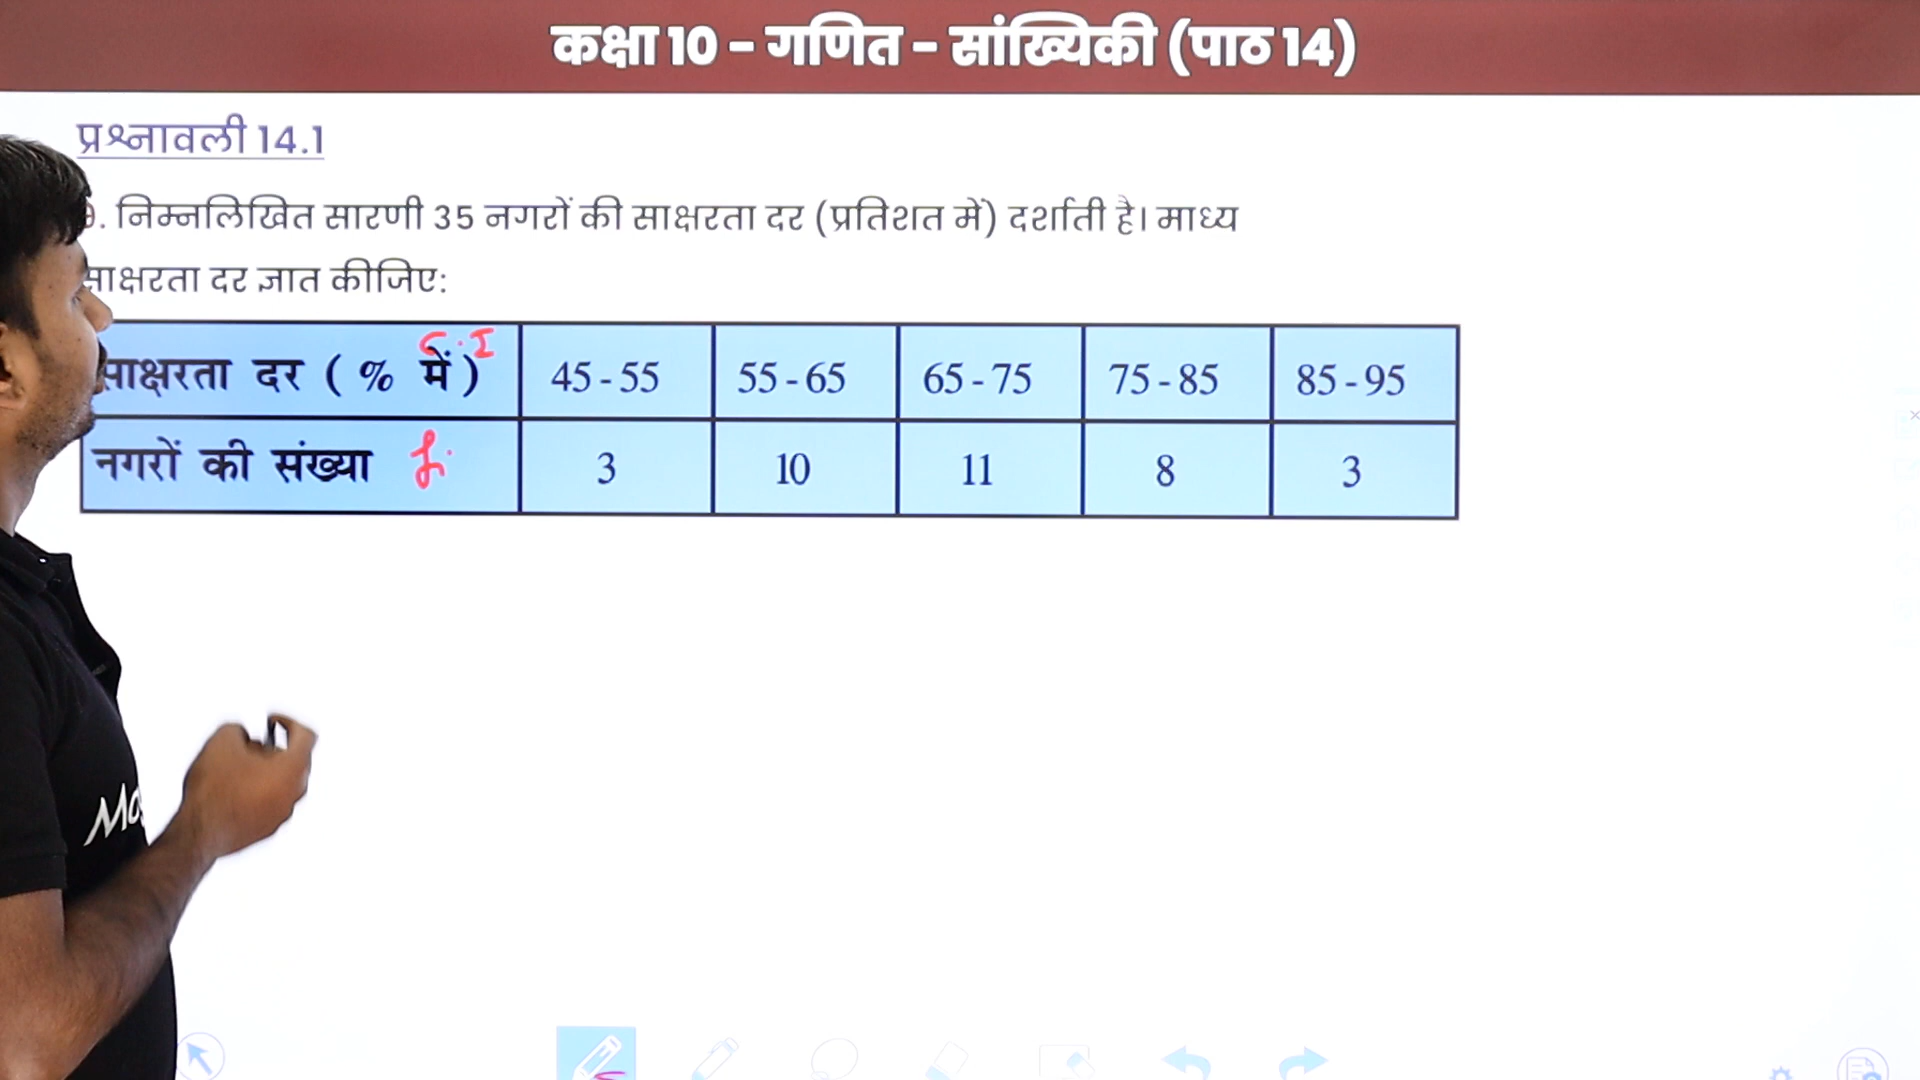 कक्षा 10 - गणित - सांख्यिकी (पाठ 14)
प्रश्नावली 14.1
निम्नलिखित सारणी 35 नगरों की साक्षरता दर (प्रतिशत में) दर्शाती है। माध्य
साक्षरता दर ज्ञात कीजिए:
C.I
साक्षरता दर ( % में ) 45 - 55 55 - 65 65 - 75 75 - 85 85 - 95
नगरों की संख्या fi 3 10 11 8 3